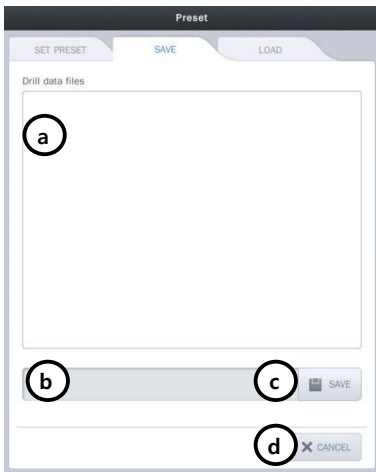 Preset
SET PRESET SAVE LOAD
Drill data files
a
b c SAVE
d CANCEL